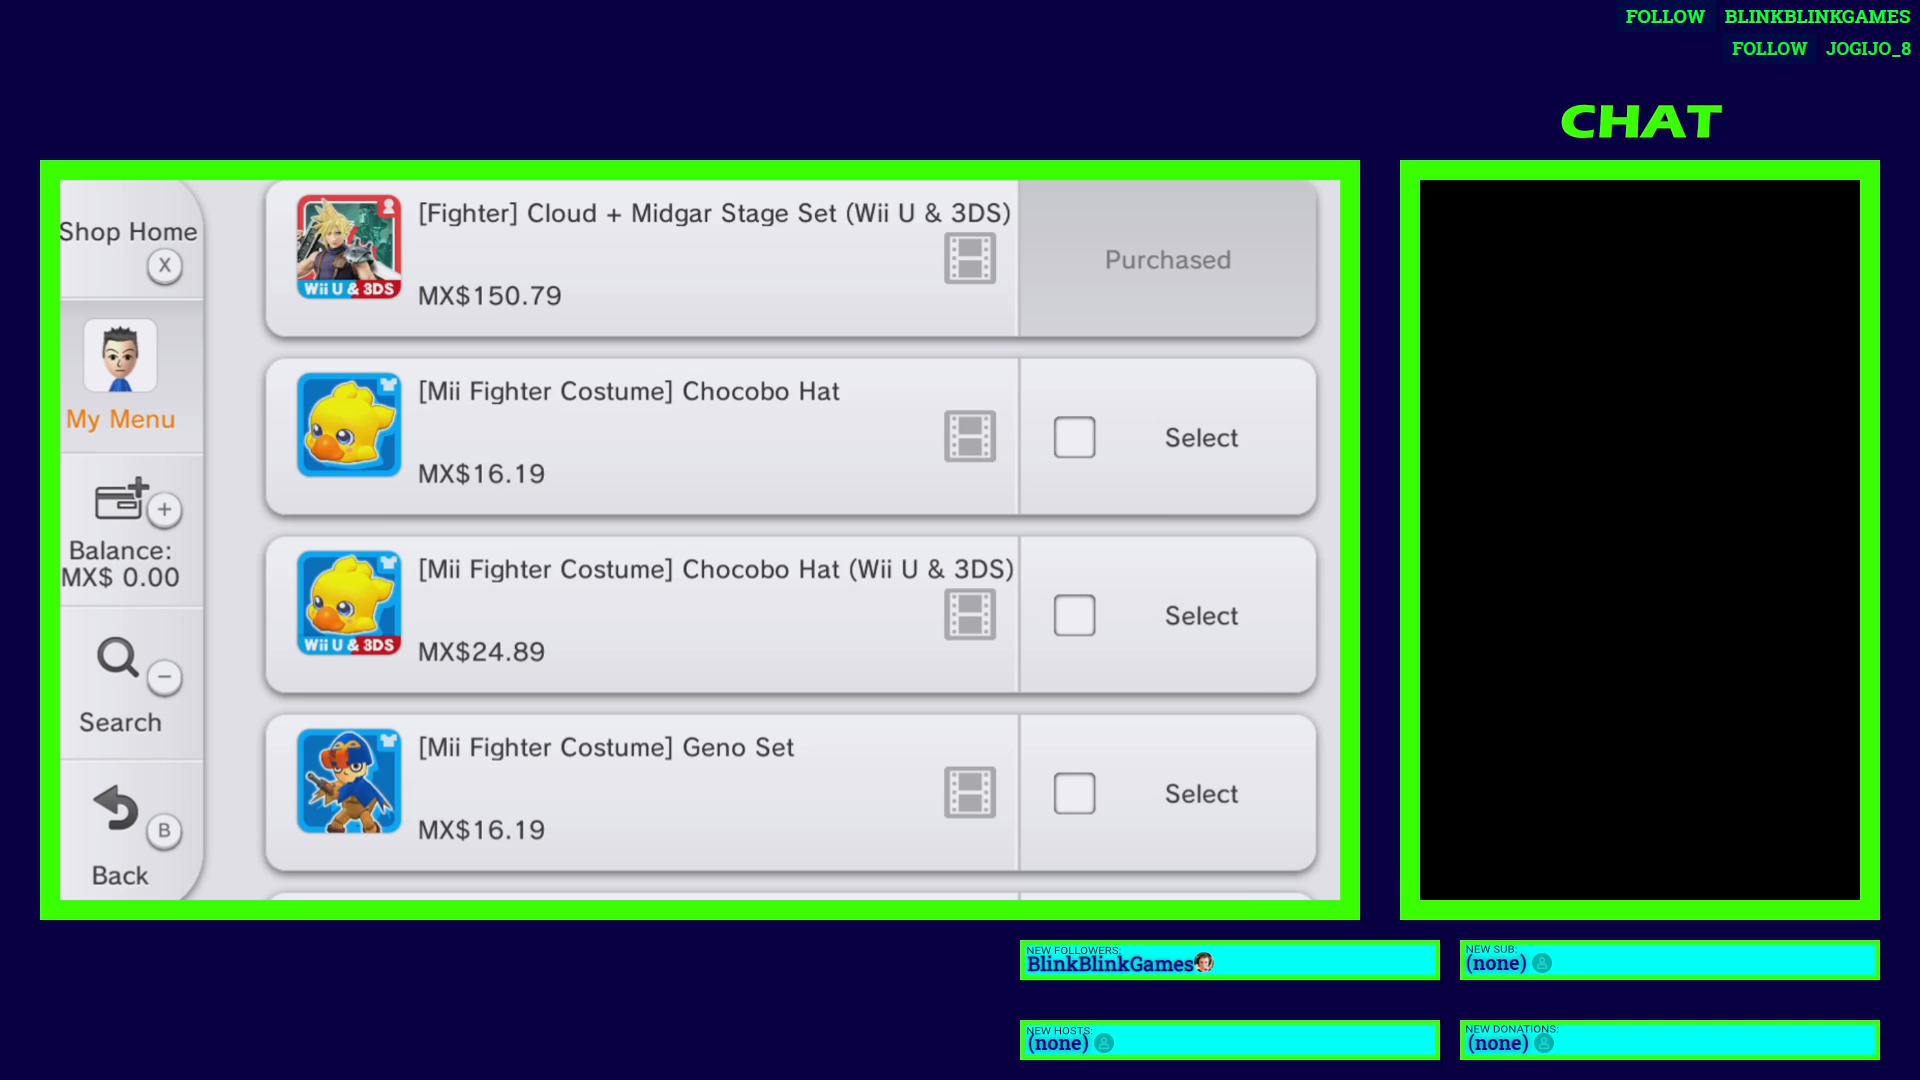 FOLLOW BLINKBLINKGAMES
FOLLOW JOGIJO_8
CHAT
Shop Home
X
My Menu
+
Balance:
MX$ 0.00
−
Search
B
Back
[Fighter] Cloud + Midgar Stage Set (Wii U & 3DS)
Wii U & 3DS
MX$150.79
Purchased
[Mii Fighter Costume] Chocobo Hat
MX$16.19
Select
[Mii Fighter Costume] Chocobo Hat (Wii U & 3DS)
Wii U & 3DS
MX$24.89
Select
[Mii Fighter Costume] Geno Set
MX$16.19
Select
NEW FOLLOWERS:
BlinkBlinkGames
NEW SUB:
(none)
NEW HOSTS:
(none)
NEW DONATIONS:
(none)